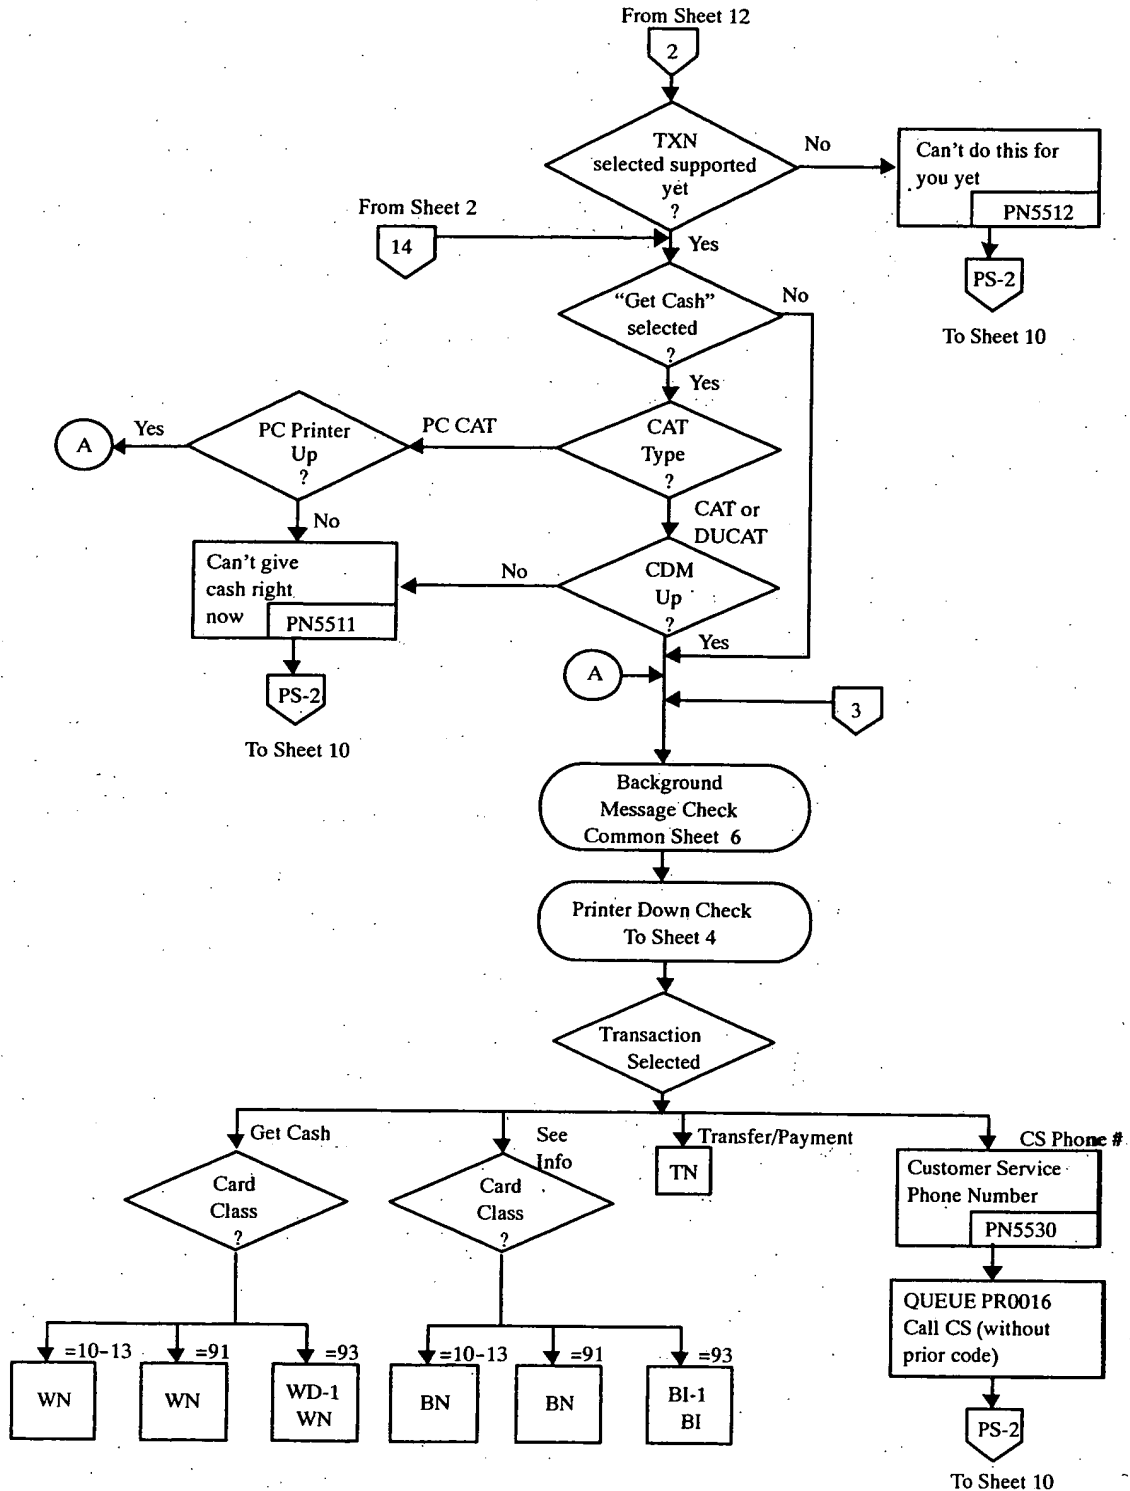 From Sheet 12
2
TXN
selected supported
yet
?
No
Can't do this for
you yet
PN5512
PS-2
To Sheet 10
From Sheet 2
14
Yes
"Get Cash"
selected
?
No
Yes
CAT
Type
?
PC CAT
PC Printer
Up
?
Yes
A
No
Can't give
cash right
now
PN5511
PS-2
To Sheet 10
CAT or
DUCAT
CDM
Up
?
No
Yes
A
3
Background
Message Check
Common Sheet 6
Printer Down Check
To Sheet 4
Transaction
Selected
Get Cash
Card
Class
?
=10-13
WN
=91
WN
=93
WD-1
WN
See
Info
Card
Class
?
=10-13
BN
=91
BN
=93
BI-1
BI
Transfer/Payment
TN
CS Phone #
Customer Service
Phone Number
PN5530
QUEUE PR0016
Call CS (without
prior code)
PS-2
To Sheet 10